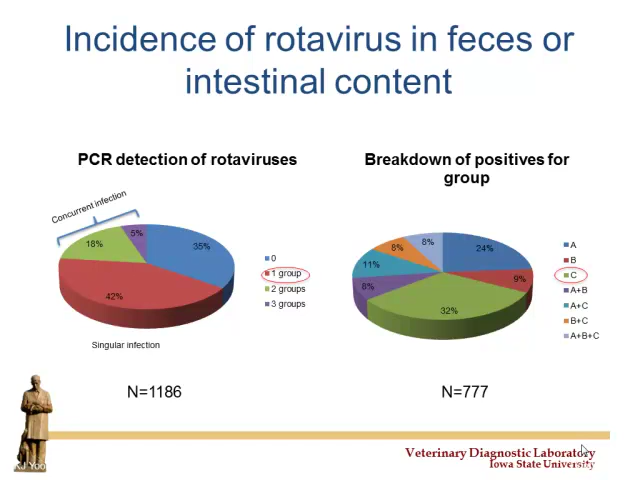 Incidence of rotavirus in feces or
intestinal content
PCR detection of rotaviruses
Concurrent infection
5%
18%
35%
42%
0
1 group
2 groups
3 groups
Singular infection
N=1186
Breakdown of positives for
group
8%
8%
24%
11%
9%
8%
32%
A
B
C
A+B
A+C
B+C
A+B+C
N=777
KJ Yoo
Veterinary Diagnostic Laboratory
Iowa State University